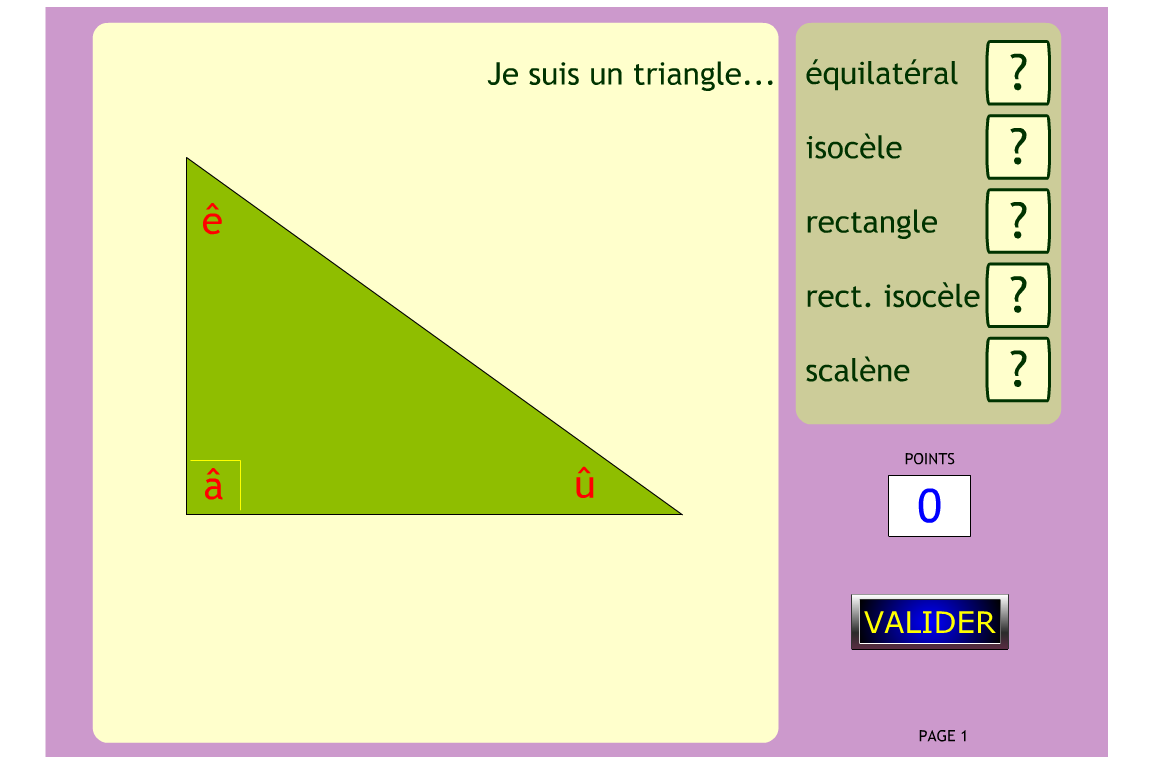 Je suis un triangle...
équilatéral ?
isocèle ?
rectangle ?
rect. isocèle ?
scalène ?
ê
â
û
POINTS
0
VALIDER
PAGE 1